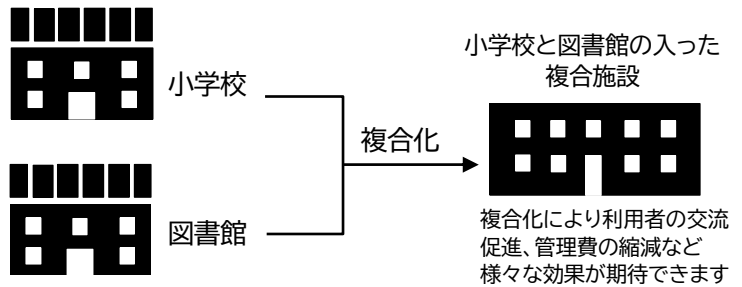 小学校
図書館
複合化
小学校と図書館の入った
複合施設
複合化により利用者の交流
促進、管理費の縮減など
様々な効果が期待できます